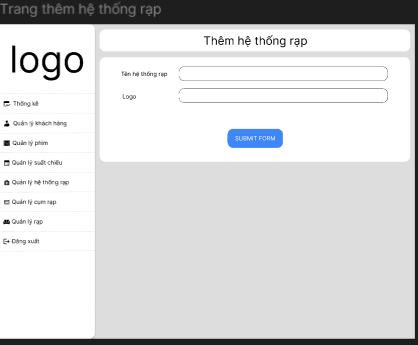 Trang thêm hệ thống rạp
logo
Thêm hệ thống rạp
Tên hệ thống rạp
Logo
SUBMIT FORM
Thống kê
Quản lý khách hàng
Quản lý phim
Quản lý suất chiếu
Quản lý hệ thống rạp
Quản lý cụm rạp
Quản lý rạp
Đăng xuất